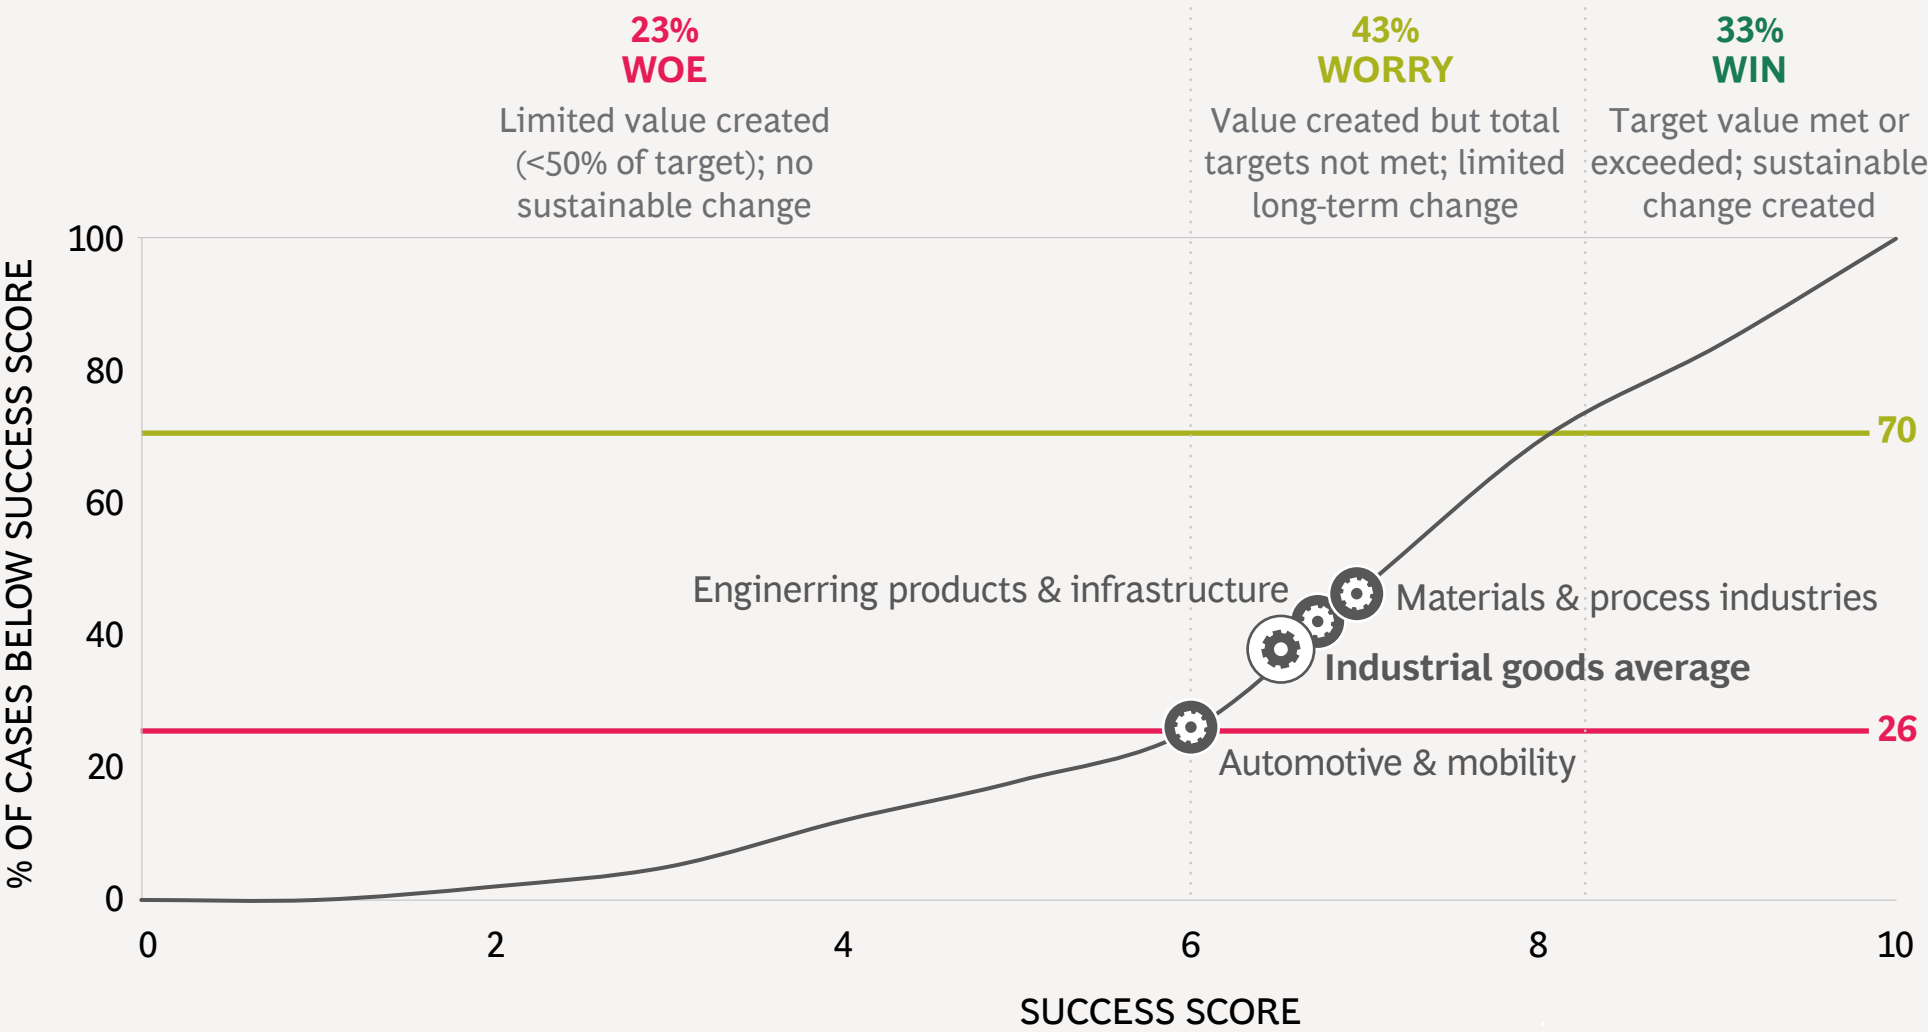 23%
WOE
Limited value created
(<50% of target); no
sustainable change
43%
WORRY
Value created but total
targets not met; limited
long-term change
33%
WIN
Target value met or
exceeded; sustainable
change created
% OF CASES BELOW SUCCESS SCORE
100
80
60
40
20
0
70
26
Enginerring products & infrastructure
Materials & process industries
Industrial goods average
Automotive & mobility
0
2
4
6
8
10
SUCCESS SCORE